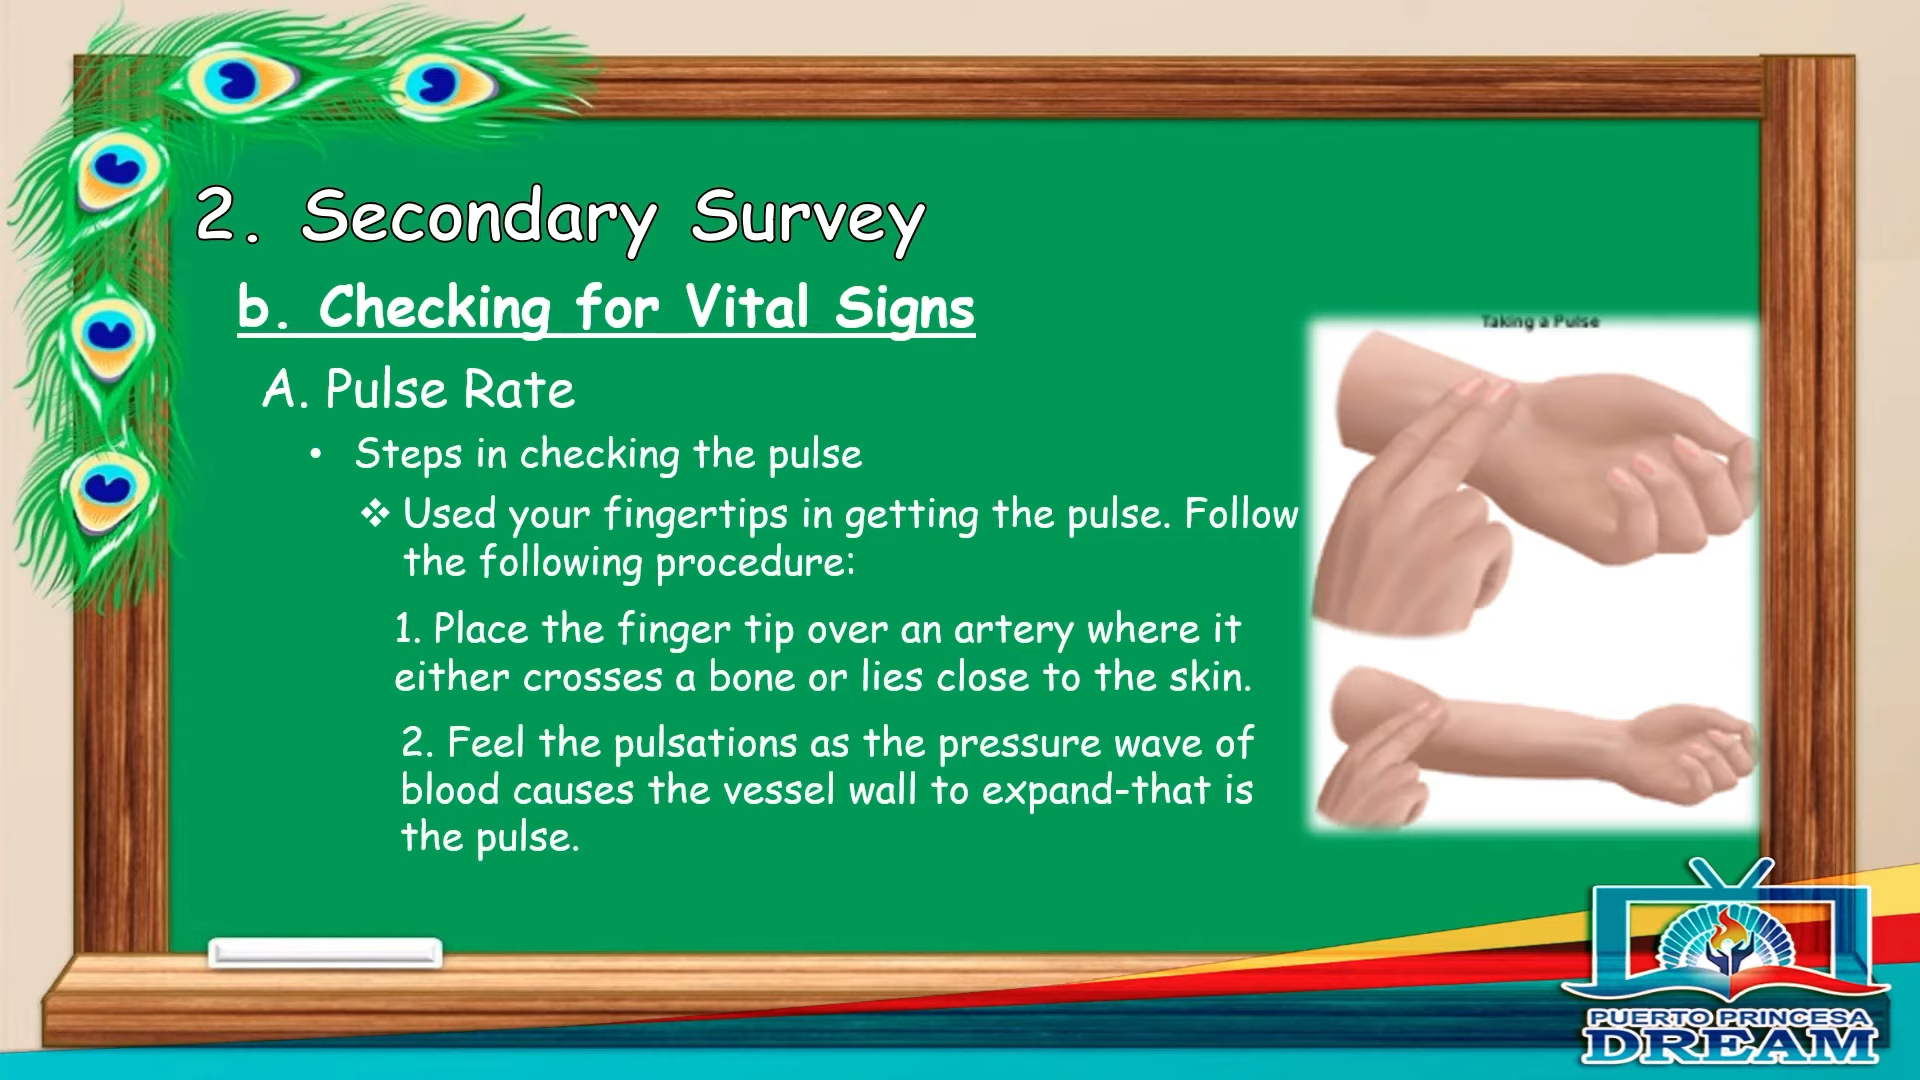 2. Secondary Survey
b. Checking for Vital Signs
A. Pulse Rate
• Steps in checking the pulse
❖ Used your fingertips in getting the pulse. Follow
the following procedure:
1. Place the finger tip over an artery where it
either crosses a bone or lies close to the skin.
2. Feel the pulsations as the pressure wave of
blood causes the vessel wall to expand-that is
the pulse.
Taking a Pulse
PUERTO PRINCESA
DREAM